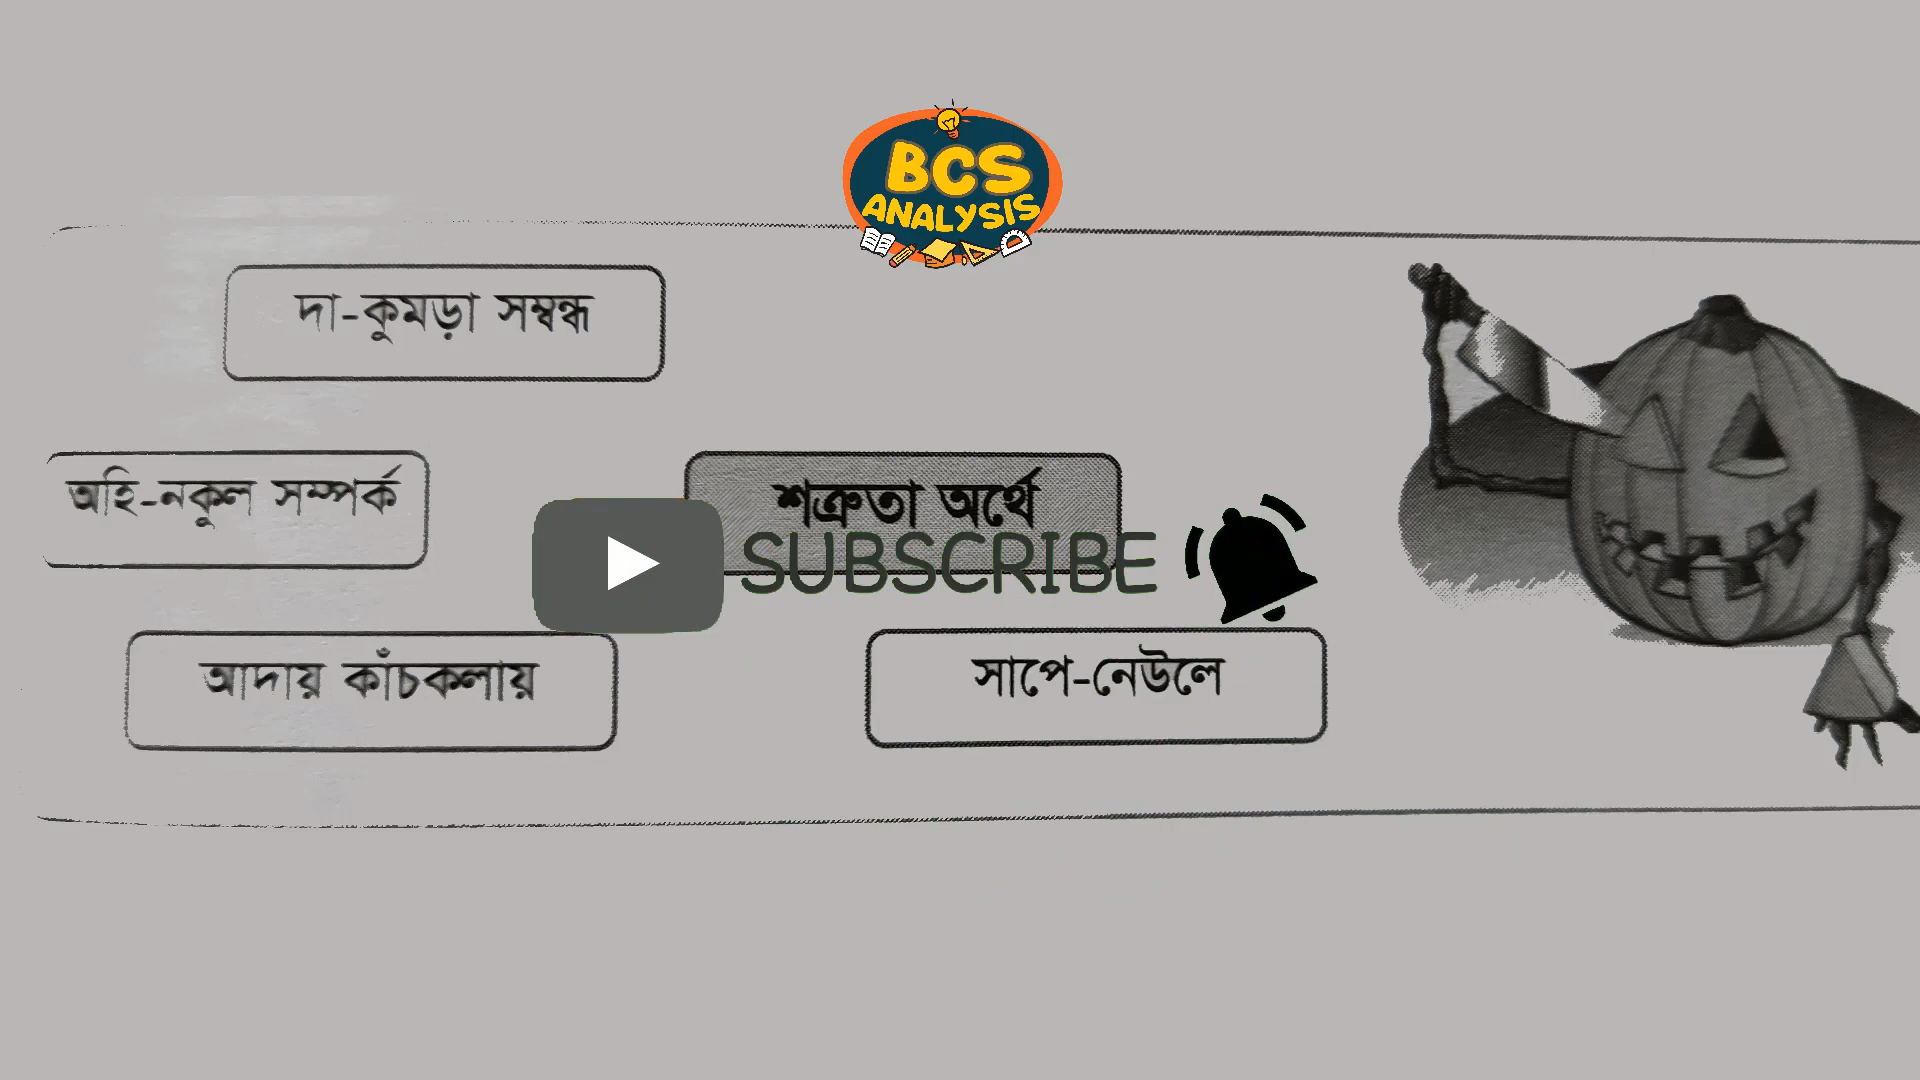 BCS
ANALYSIS
দা-কুমড়া সম্বন্ধ
অহি-নকুল সম্পর্ক
শত্রুতা অর্থে
SUBSCRIBE
আদায় কাঁচকলায়
সাপে-নেউলে